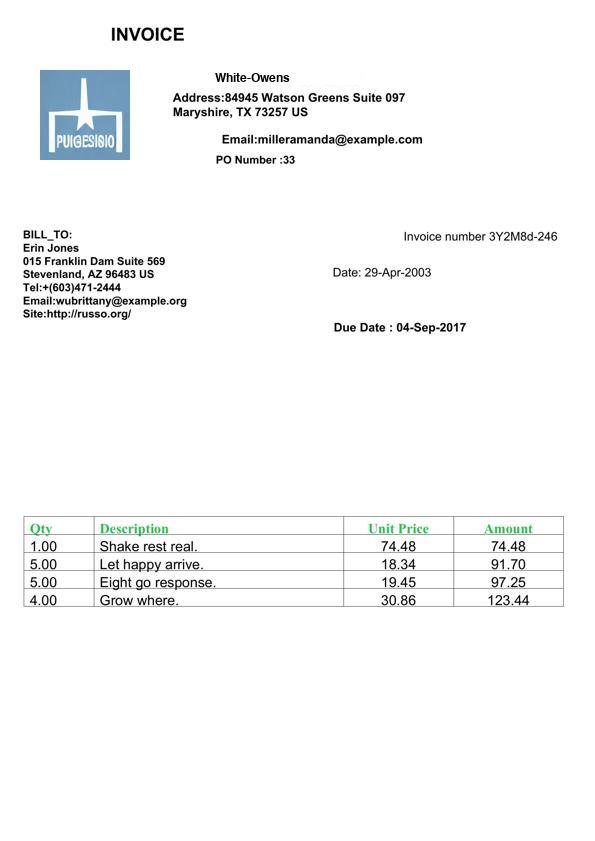 INVOICE
White-Owens
PUIGESISIO
Address:84945 Watson Greens Suite 097
Maryshire, TX 73257 US
Email:milleramanda@example.com
PO Number :33
BILL_TO:
Erin Jones
015 Franklin Dam Suite 569
Stevenland, AZ 96483 US
Tel:+(603)471-2444
Email:wubrittany@example.org
Site:http://russo.org/
Invoice number 3Y2M8d-246
Date: 29-Apr-2003
Due Date : 04-Sep-2017
Qty Description Unit Price Amount
1.00 Shake rest real. 74.48 74.48
5.00 Let happy arrive. 18.34 91.70
5.00 Eight go response. 19.45 97.25
4.00 Grow where. 30.86 123.44